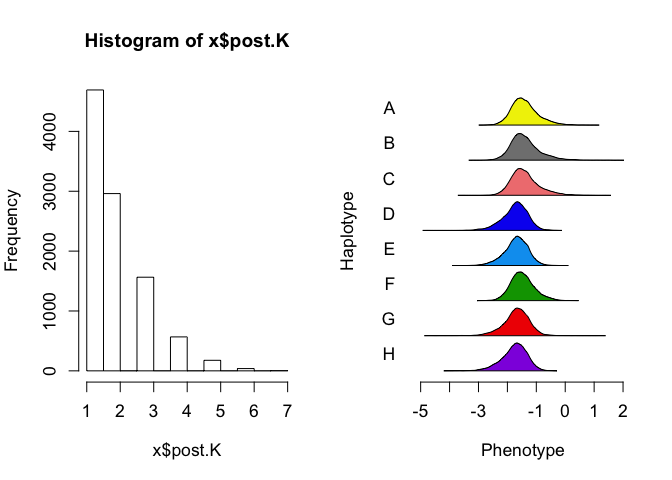 Histogram of x$post.K
Frequency
0
1000
2000
3000
4000
1 2 3 4 5 6 7
x$post.K
Haplotype
A
B
C
D
E
F
G
H
-5 -3 -1 0 1 2
Phenotype